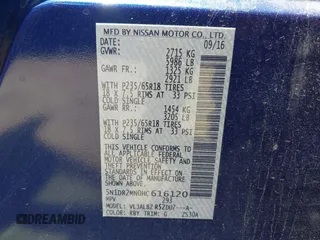 MFD BY NISSAN MOTOR CO., LTD.
DATE: 09/16
GVWR: 2715 KG
5986 LB
GAWR FR.: 1325 KG
2921 LB
WITH P235/65R18 TIRES
18 X 7.5 RIMS AT 33 PSI
COLD SINGLE
GAWR RR.: 1454 KG
3205 LB
WITH P235/65R18 TIRES
18 X 7.5 RIMS AT 33 PSI
COLD SINGLE
THIS VEHICLE CONFORMS TO ALL APPLICABLE
FEDERAL MOTOR VEHICLE SAFETY AND
THEFT PREVENTION STANDARDS IN EFFECT
ON THE DATE OF MANUFACTURE SHOWN
ABOVE.
5N1DR2MN0HC616120
MPV 293
MODEL:
COLOR: RBY TRIM: G